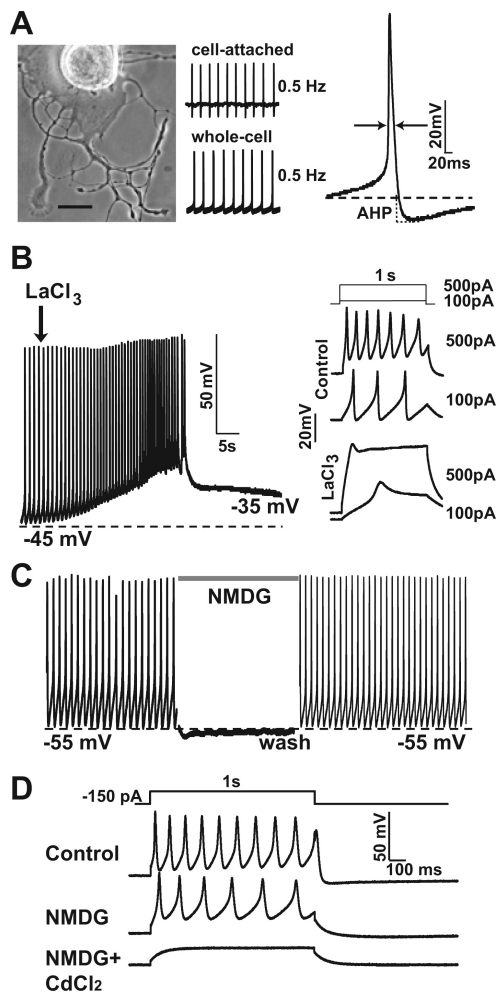 A
cell-attached
0.5 Hz
whole-cell
0.5 Hz
20mV
20ms
AHP
B
LaCl3
50 mV
5s
-35 mV
-45 mV
1 s
500pA
100pA
Control
500pA
100pA
20mV
LaCl3
500pA
100pA
C
NMDG
-55 mV
wash
-55 mV
D
-150 pA
1s
50 mV
100 ms
Control
NMDG
NMDG+
CdCl2